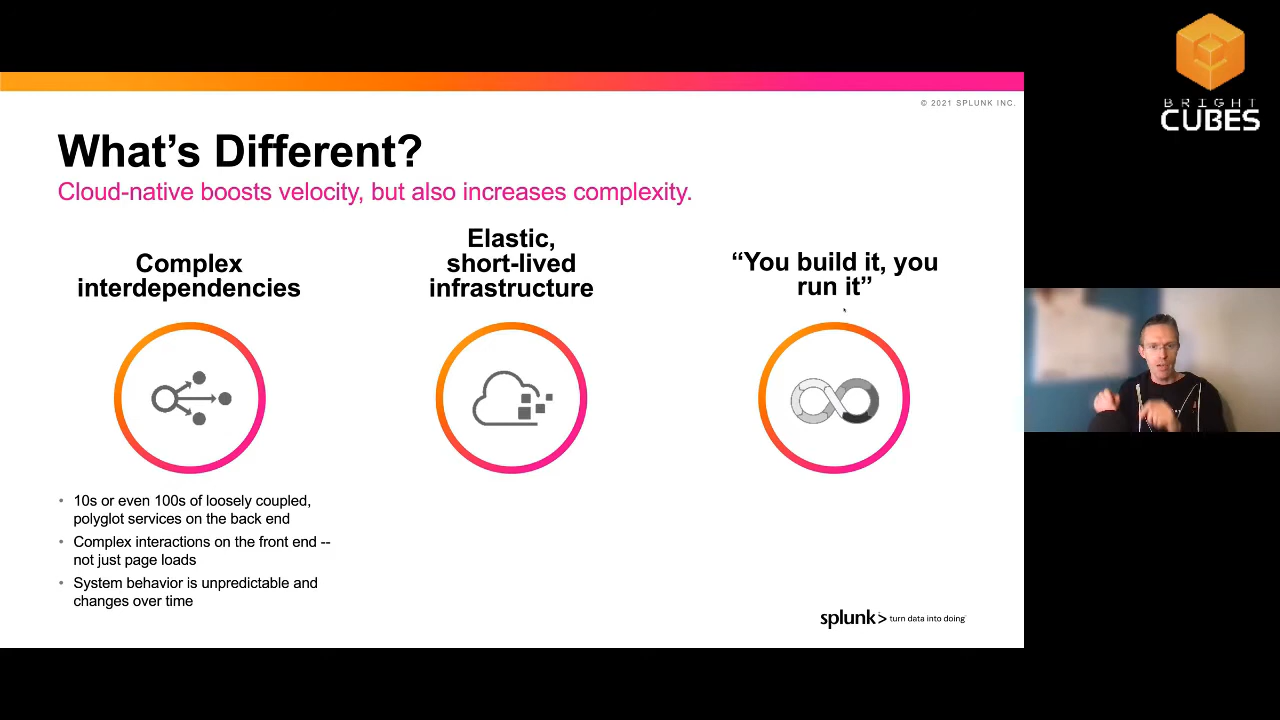 BRIGHT
CUBES
© 2021 SPLUNK INC.
What’s Different?
Cloud-native boosts velocity, but also increases complexity.
Complex
interdependencies
Elastic,
short-lived
infrastructure
“You build it, you
run it”
• 10s or even 100s of loosely coupled,
polyglot services on the back end
• Complex interactions on the front end --
not just page loads
• System behavior is unpredictable and
changes over time
splunk> turn data into doing™